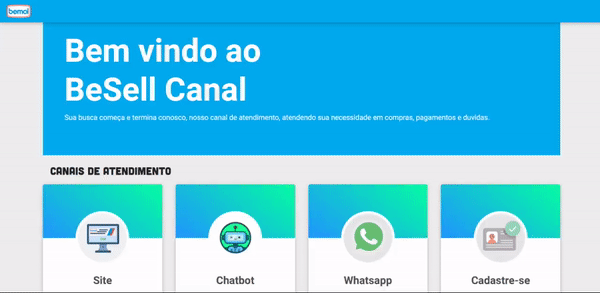 bemol
Bem vindo ao
BeSell Canal
Sua busca começa e termina conosco, nosso canal de atendimento, atendendo sua necessidade em compras, pagamentos e duvidas.
CANAIS DE ATENDIMENTO
Site
Chatbot
Whatsapp
Cadastre-se